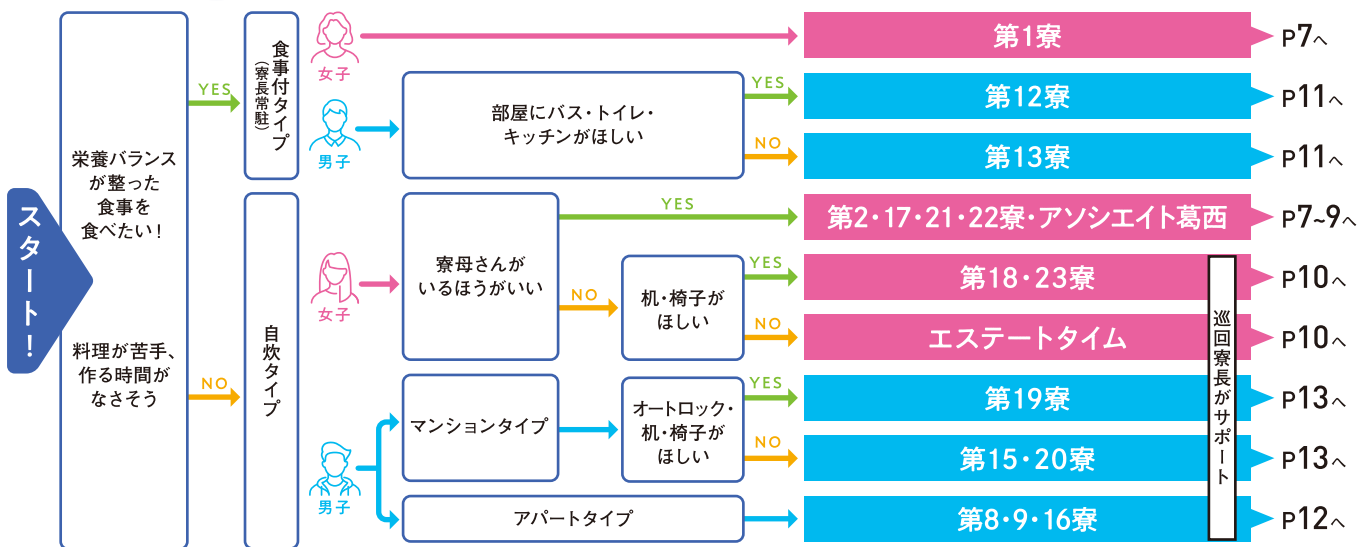 スタート！
栄養バランス
が整った
食事を
食べたい！
料理が苦手、
作る時間が
なさそう
YES
NO
食事付タイプ
（寮長常駐）
自炊タイプ
女子
第1寮
P7へ
男子
部屋にバス・トイレ・
キッチンがほしい
YES
第12寮
P11へ
NO
第13寮
P11へ
女子
寮母さんが
いるほうがいい
YES
第2・17・21・22寮・アソシエイト葛西
P7~9へ
NO
机・椅子が
ほしい
YES
第18・23寮
P10へ
NO
エステートタイム
P10へ
男子
マンションタイプ
オートロック・
机・椅子が
ほしい
YES
第19寮
P13へ
NO
第15・20寮
P13へ
アパートタイプ
第8・9・16寮
P12へ
巡回寮長がサポート